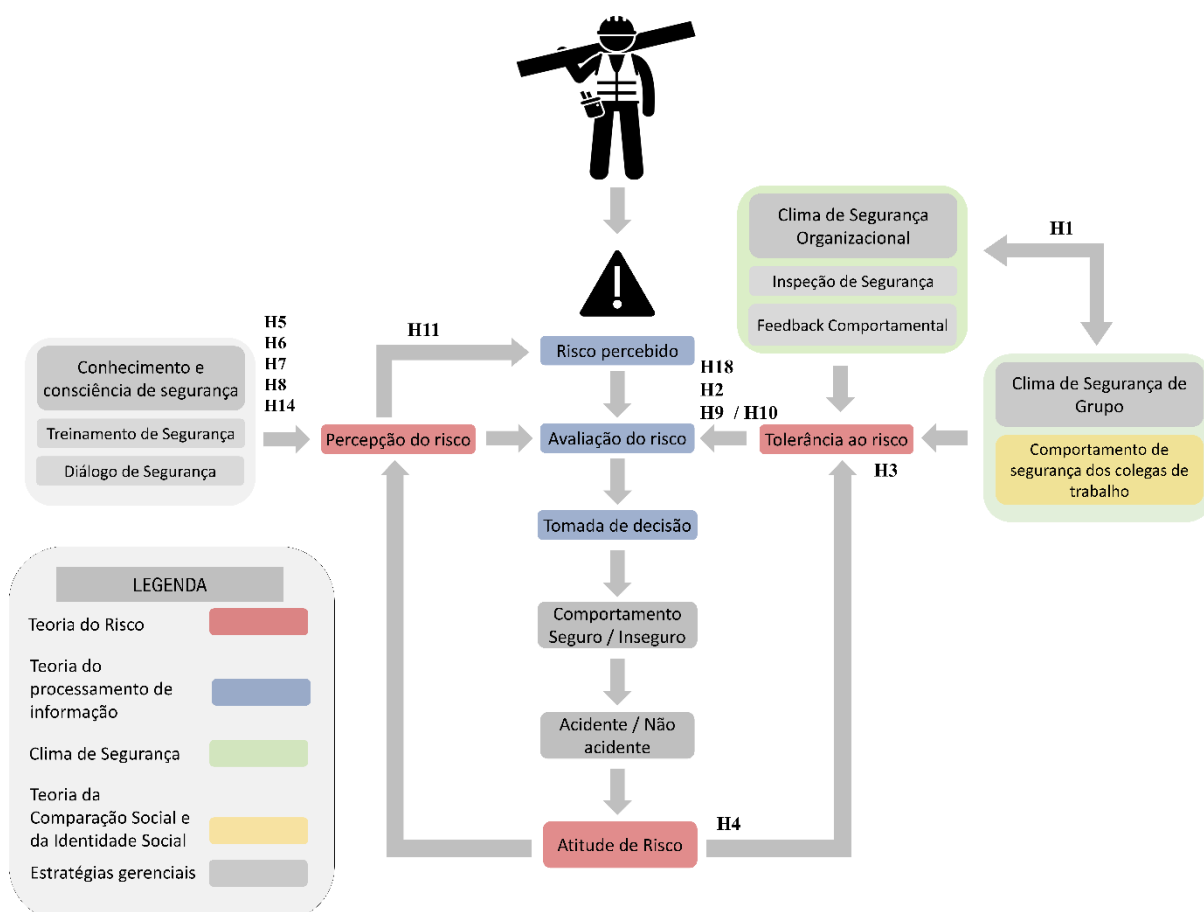 Clima de Segurança
Organizacional
Inspeção de Segurança
Feedback Comportamental
H1
H5
H6
H7
H8
H14
H11
Conhecimento e
consciência de segurança
Treinamento de Segurança
Diálogo de Segurança
Risco percebido
H18
H2
H9 / H10
Clima de Segurança de
Grupo
Comportamento de
segurança dos colegas de
trabalho
Percepção do risco
Avaliação do risco
Tolerância ao risco
H3
Tomada de decisão
Comportamento
Seguro / Inseguro
Acidente / Não
acidente
Atitude de Risco
H4
LEGENDA
Teoria do Risco
Teoria do
processamento de
informação
Clima de Segurança
Teoria da
Comparação Social e
da Identidade Social
Estratégias gerenciais